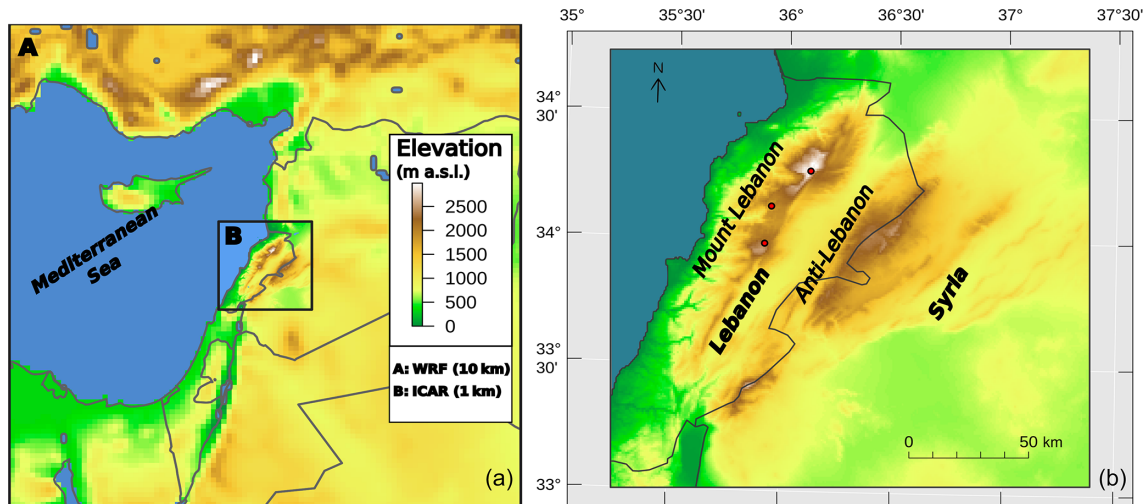 A
Mediterranean
Sea
B
Elevation
(m a.s.l.)
2500
2000
1500
1000
500
0
A: WRF (10 km)
B: ICAR (1 km)
(a)
35° 35°30' 36° 36°30' 37° 37°30'
34°
30'
34°
33°
30'
33°
N
Mount Lebanon
Lebanon
Anti-Lebanon
Syria
0 50 km
(b)